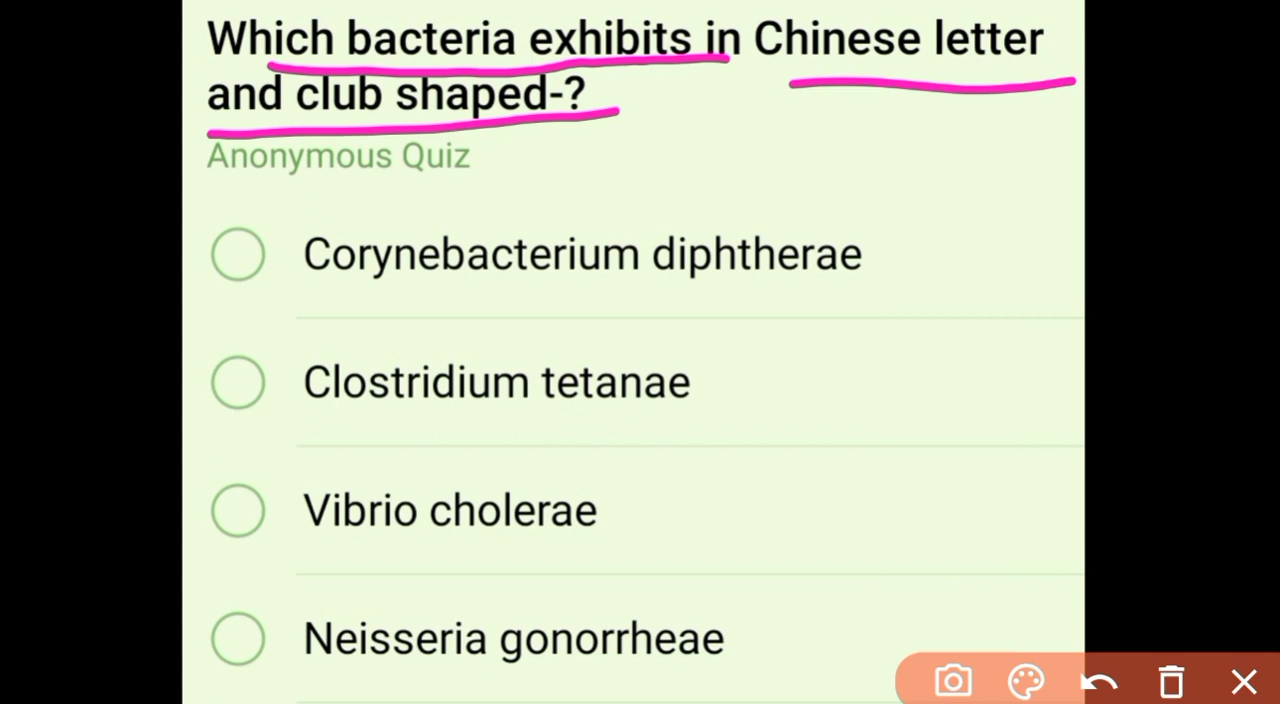 Which bacteria exhibits in Chinese letter
and club shaped-?
Anonymous Quiz
Corynebacterium diphtherae
Clostridium tetanae
Vibrio cholerae
Neisseria gonorrheae